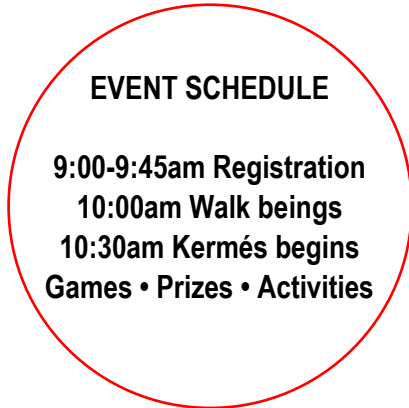 EVENT SCHEDULE
9:00-9:45am Registration
10:00am Walk beings
10:30am Kermés begins
Games • Prizes • Activities